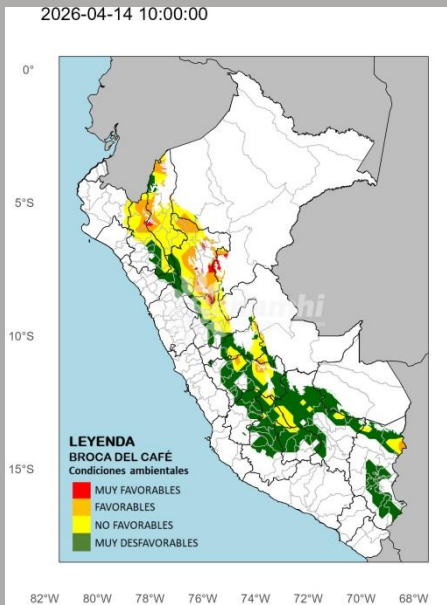 2026-04-14 10:00:00
0°
5°S
10°S
15°S
senamhi
LEYENDA
BROCA DEL CAFÉ
Condiciones ambientales
MUY FAVORABLES
FAVORABLES
NO FAVORABLES
MUY DESFAVORABLES
82°W 80°W 78°W 76°W 74°W 72°W 70°W 68°W